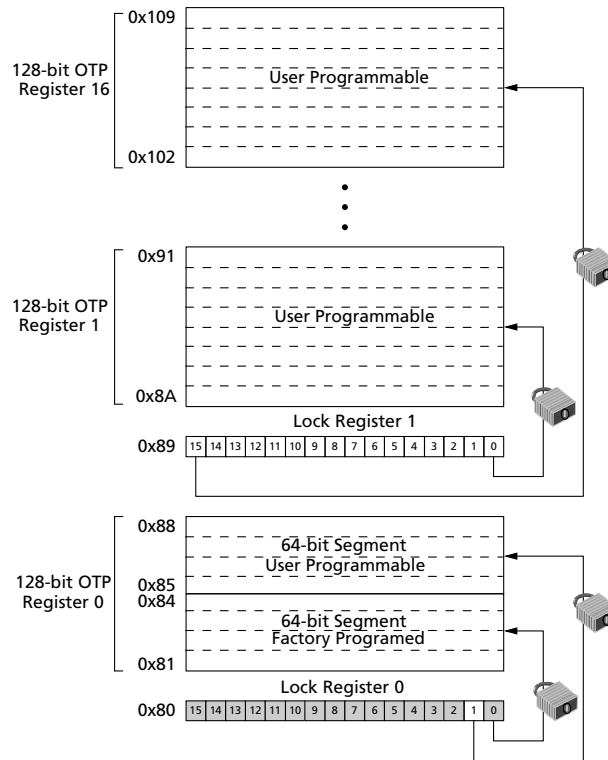 0x109
128-bit OTP
Register 16
User Programmable
0x102
0x91
128-bit OTP
Register 1
User Programmable
0x8A
Lock Register 1
0x89
15 14 13 12 11 10 9 8 7 6 5 4 3 2 1 0
0x88
64-bit Segment
User Programmable
128-bit OTP
Register 0
0x85
0x84
64-bit Segment
Factory Programed
0x81
Lock Register 0
0x80
15 14 13 12 11 10 9 8 7 6 5 4 3 2 1 0